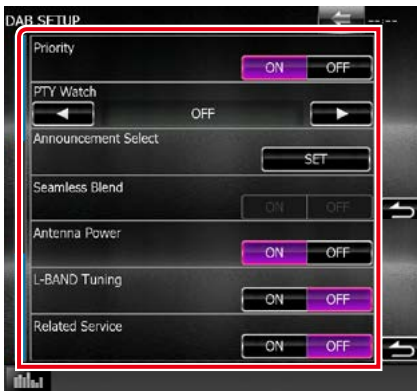 DAB SETUP
--:--
Priority
ON OFF
PTY Watch
OFF
Announcement Select
SET
Seamless Blend
ON OFF
Antenna Power
ON OFF
L-BAND Tuning
ON OFF
Related Service
ON OFF